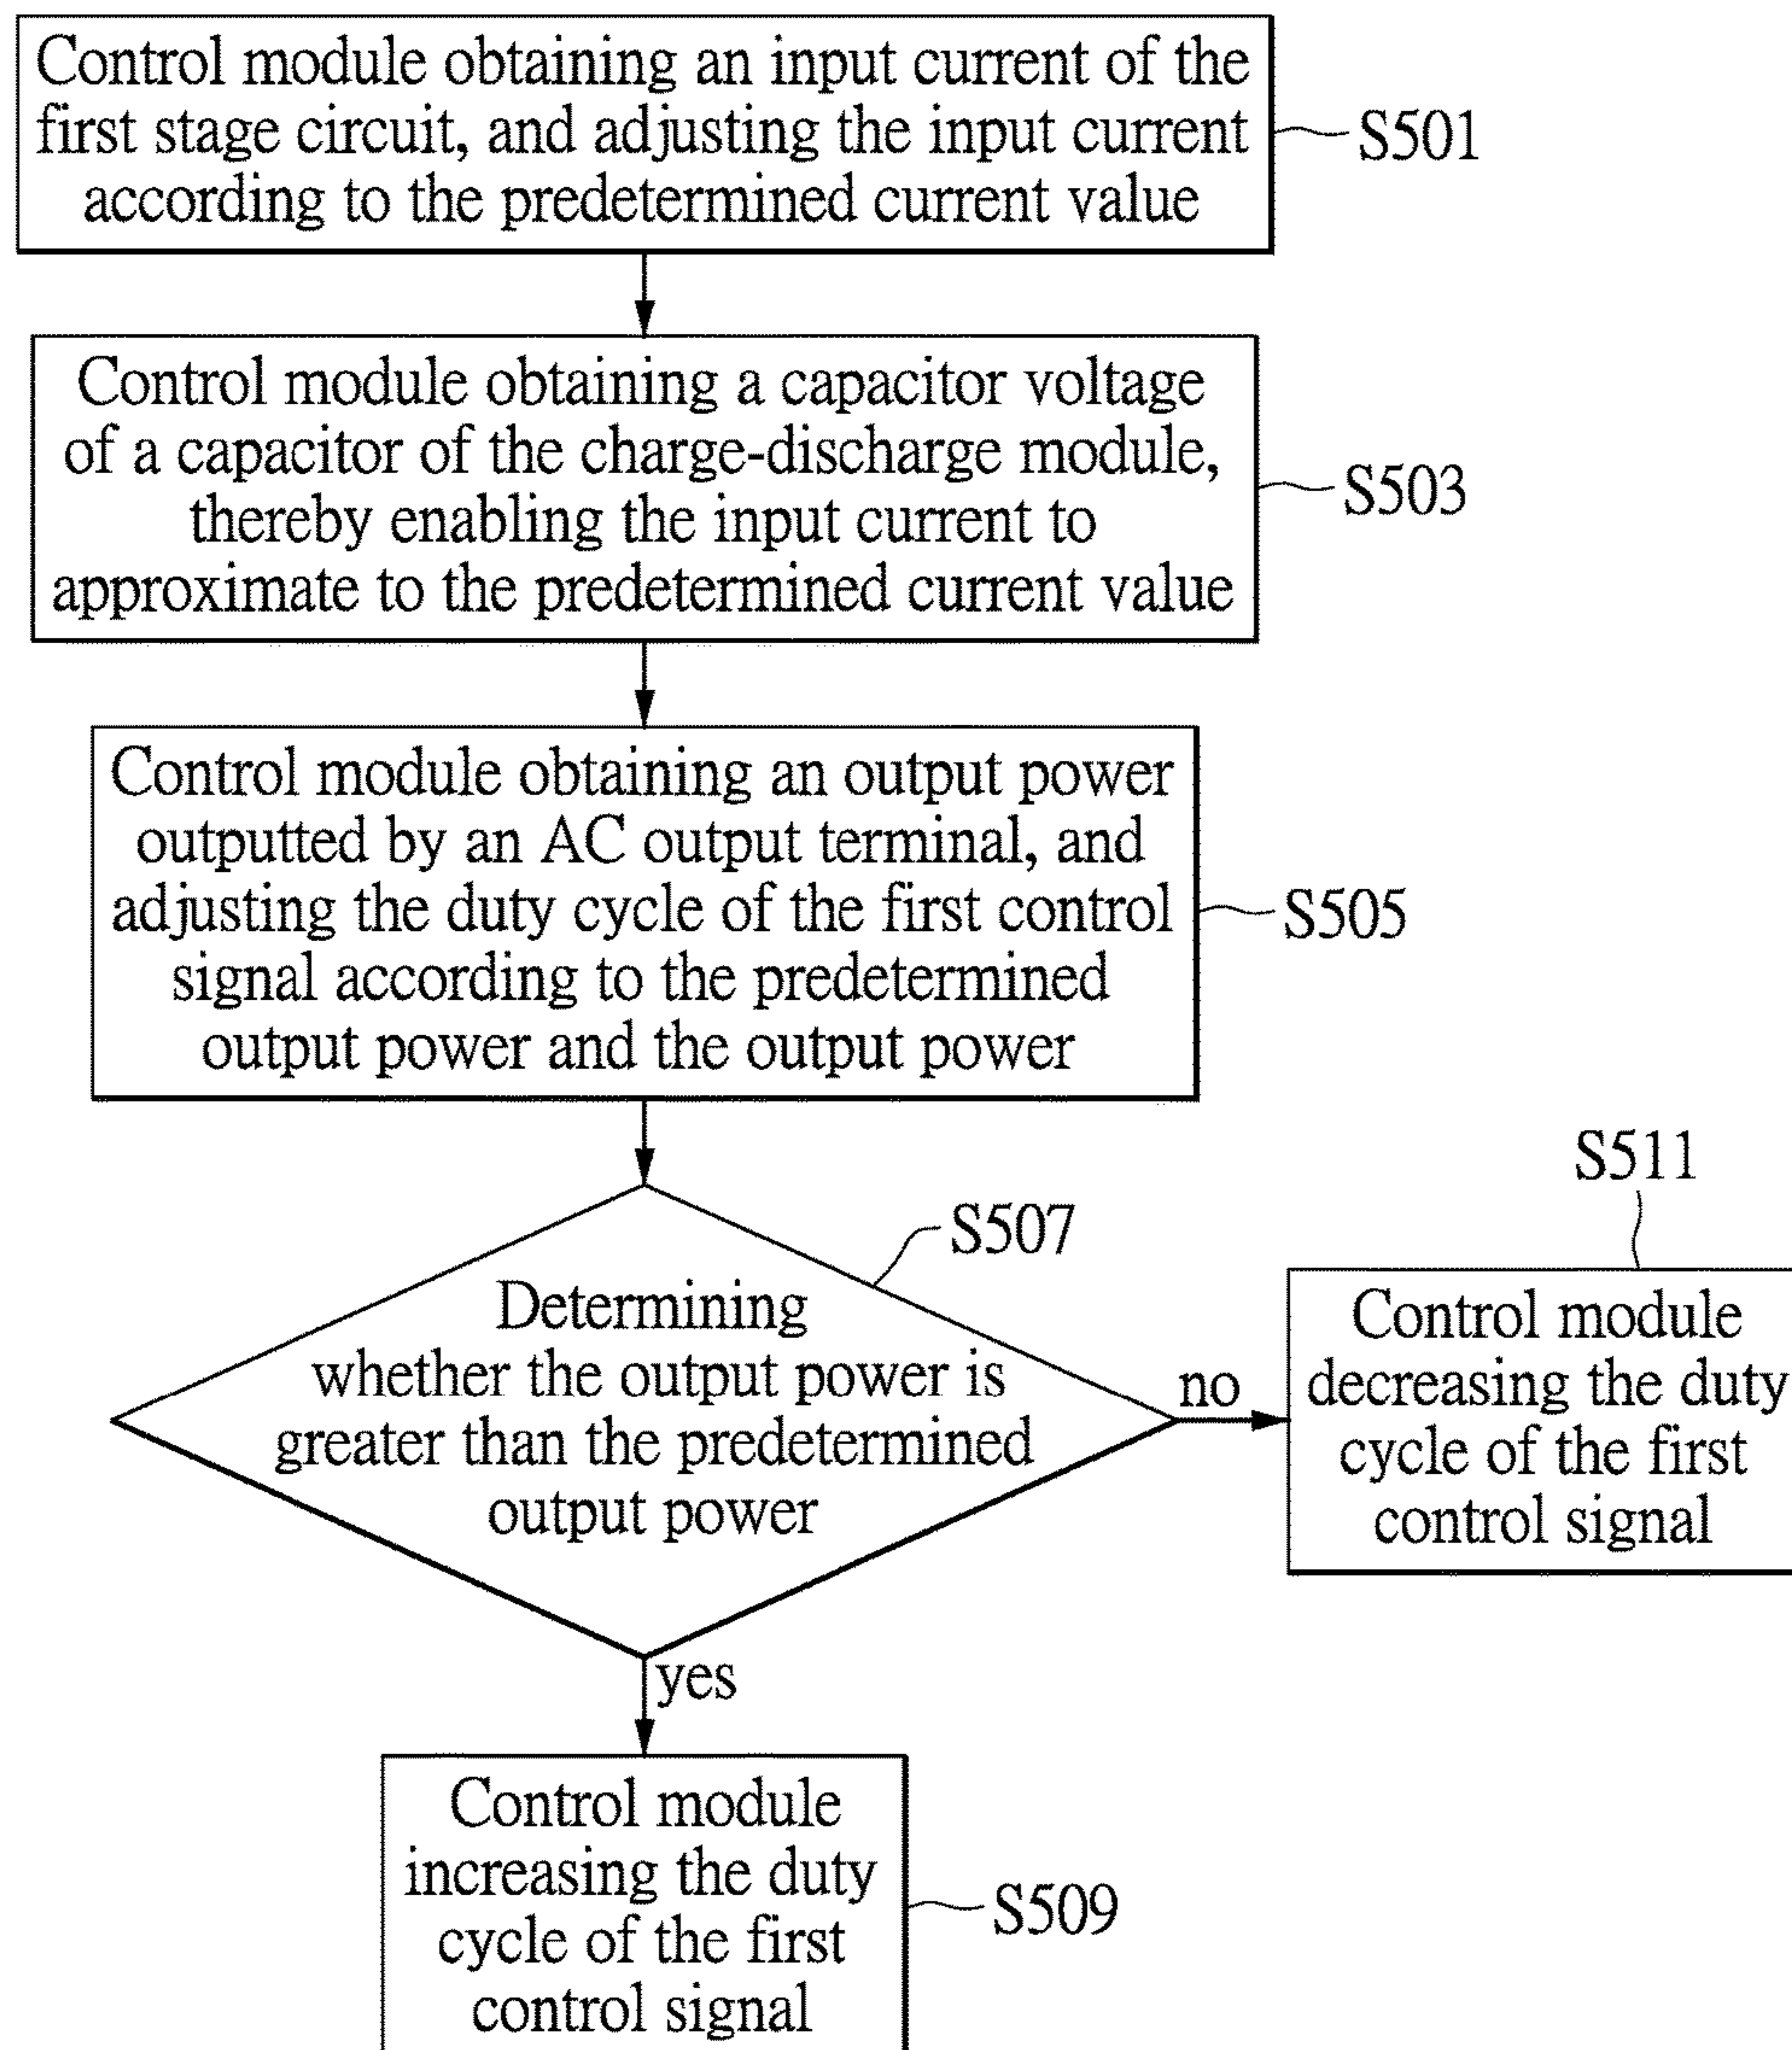 Control module obtaining an input current of the
first stage circuit, and adjusting the input current
according to the predetermined current value
S501
Control module obtaining a capacitor voltage
of a capacitor of the charge-discharge module,
thereby enabling the input current to
approximate to the predetermined current value
S503
Control module obtaining an output power
outputted by an AC output terminal, and
adjusting the duty cycle of the first control
signal according to the predetermined
output power and the output power
S505
S507
Determining
whether the output power is
greater than the predetermined
output power
no
S511
Control module
decreasing the duty
cycle of the first
control signal
yes
Control module
increasing the duty
cycle of the first
control signal
S509